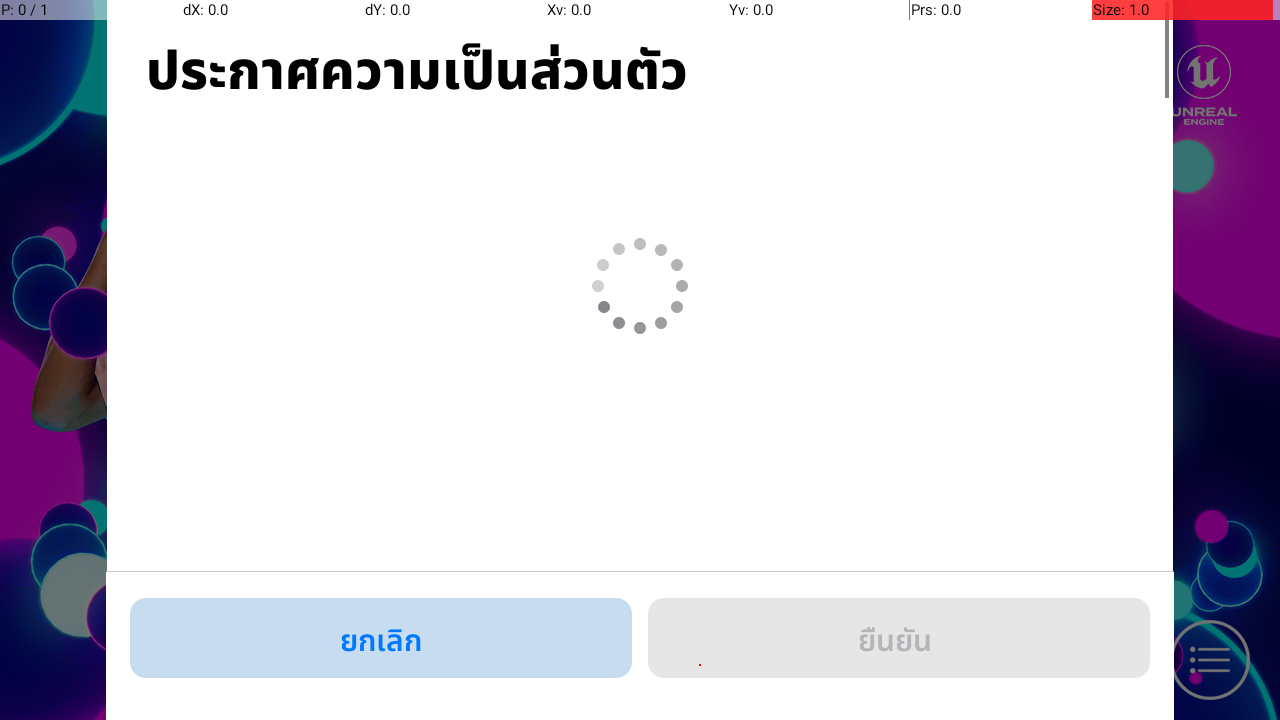 P: 0 / 1 dX: 0.0 dY: 0.0 Xv: 0.0 Yv: 0.0 Prs: 0.0 Size: 1.0
ประกาศความเป็นส่วนตัว
UNREAL
ENGINE
ยกเลิก ยืนยัน